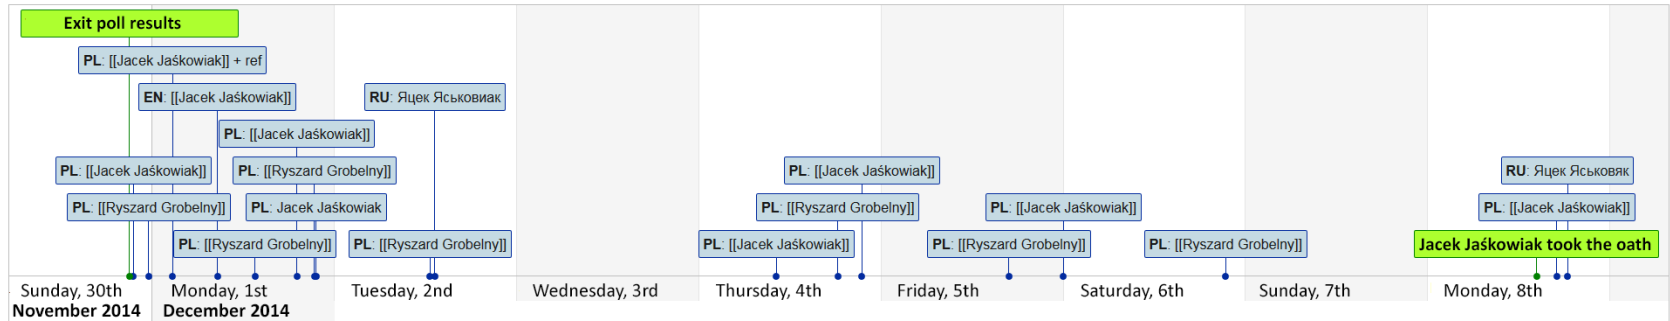 Exit poll results
PL: [[Jacek Jaśkowiak]] + ref
EN: [[Jacek Jaśkowiak]]
RU: Яцек Яськовиак
PL: [[Jacek Jaśkowiak]]
PL: [[Jacek Jaśkowiak]]
PL: [[Ryszard Grobelny]]
PL: [[Jacek Jaśkowiak]]
RU: Яцек Яськовяк
PL: [[Ryszard Grobelny]]
PL: Jacek Jaśkowiak
PL: [[Ryszard Grobelny]]
PL: [[Jacek Jaśkowiak]]
PL: [[Jacek Jaśkowiak]]
PL: [[Ryszard Grobelny]]
PL: [[Ryszard Grobelny]]
PL: [[Jacek Jaśkowiak]]
PL: [[Ryszard Grobelny]]
PL: [[Ryszard Grobelny]]
Jacek Jaśkowiak took the oath
Sunday, 30th
Monday, 1st
Tuesday, 2nd
Wednesday, 3rd
Thursday, 4th
Friday, 5th
Saturday, 6th
Sunday, 7th
Monday, 8th
November 2014
December 2014